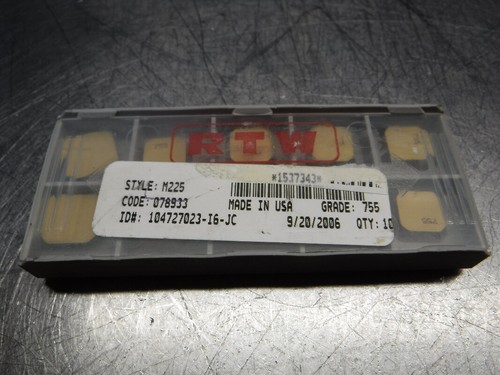 RTW
*1537343*
STYLE: M225
CODE: 078933
MADE IN USA
GRADE: 755
ID#: 104727023-I6-JC
9/20/2006
QTY: 10